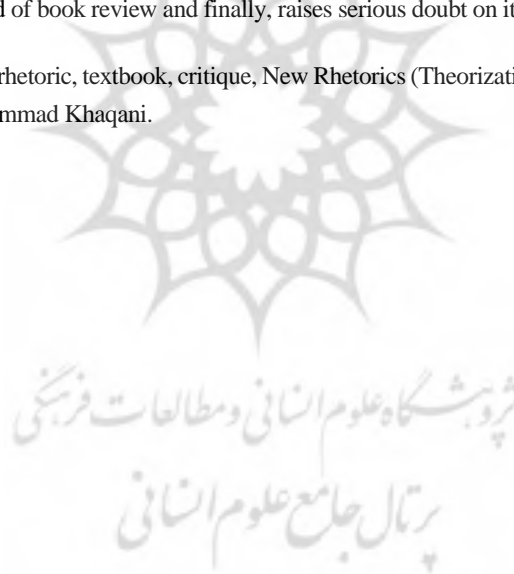 d of book review and finally, raises serious doubt on it
rhetoric, textbook, critique, New Rhetorics (Theorizati
mmad Khaqani.
پژوهشگاه علوم انسانی و مطالعات فرهنگی
پرتال جامع علوم انسانی